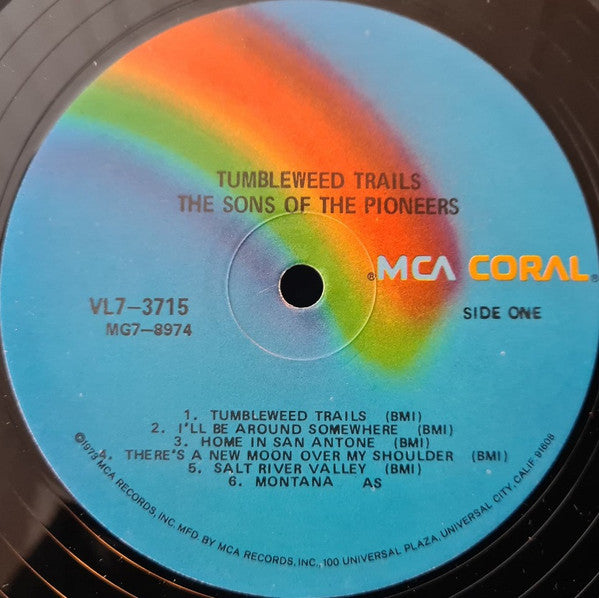 TUMBLEWEED TRAILS
THE SONS OF THE PIONEERS
®MCA CORAL®
VL7-3715
MG7-8974
SIDE ONE
1. TUMBLEWEED TRAILS (BMI)
2. I'LL BE AROUND SOMEWHERE (BMI)
3. HOME IN SAN ANTONE (BMI)
4. THERE'S A NEW MOON OVER MY SHOULDER (BMI)
5. SALT RIVER VALLEY (BMI)
6. MONTANA AS
©1973 MCA RECORDS, INC. MFD. BY MCA RECORDS, INC., 100 UNIVERSAL PLAZA, UNIVERSAL CITY, CALIF. 91608